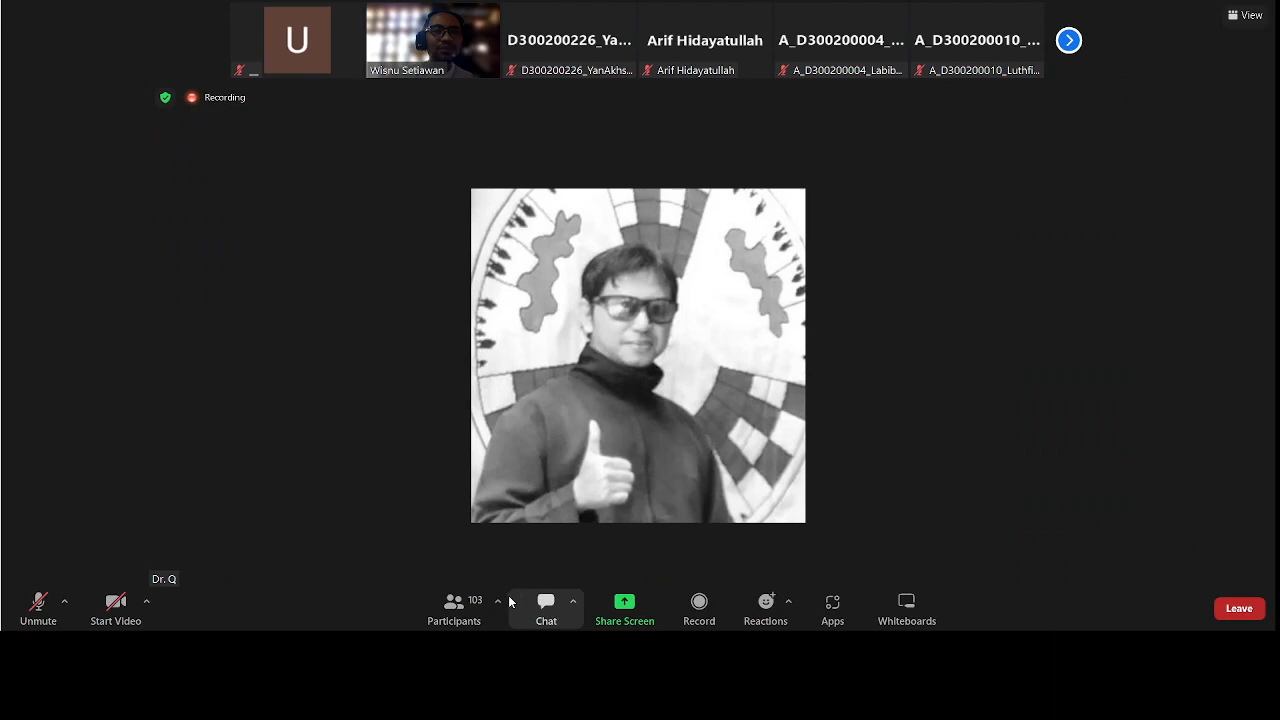 View
U
_
Wisnu Setiawan
D300200226_Ya...
D300200226_YanAkhs...
Arif Hidayatullah
Arif Hidayatullah
A_D300200004_...
A_D300200004_Labib...
A_D300200010_...
A_D300200010_Luthfi...
Recording
Dr. Q
Unmute
Start Video
103
Participants
Chat
Share Screen
Record
Reactions
Apps
Whiteboards
Leave